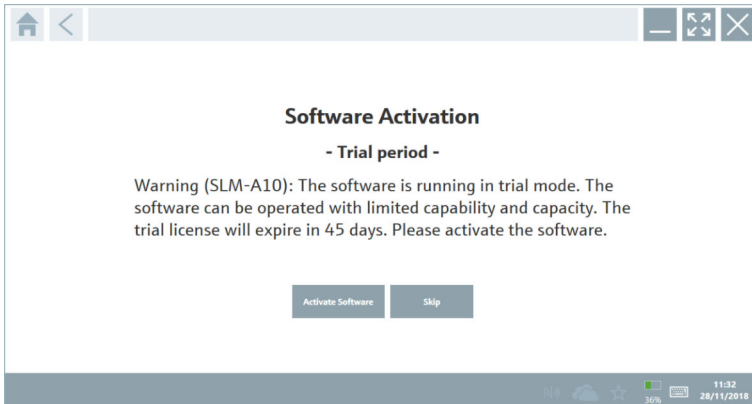 Software Activation
- Trial period -
Warning (SLM-A10): The software is running in trial mode. The
software can be operated with limited capability and capacity. The
trial license will expire in 45 days. Please activate the software.
Activate Software
Skip
36%
11:32
28/11/2018